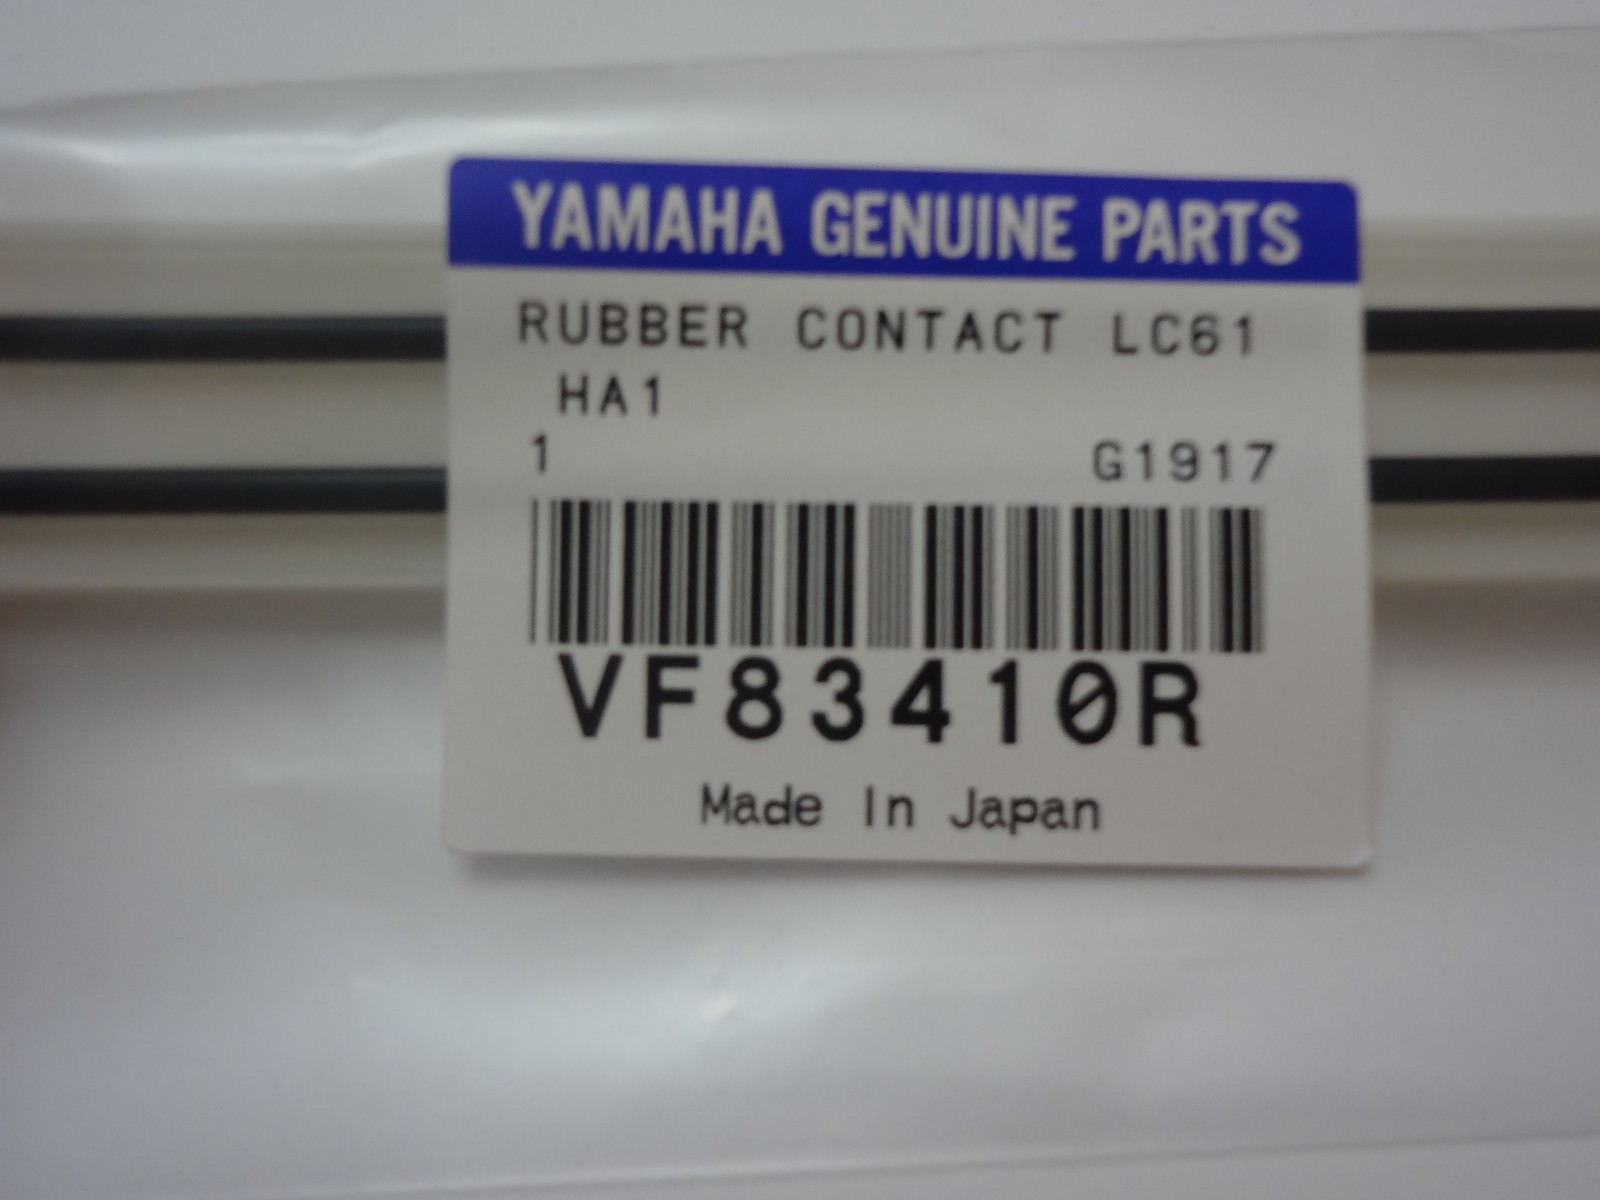 YAMAHA GENUINE PARTS
RUBBER CONTACT LC61
HA1
1 G1917
VF83410R
Made In Japan